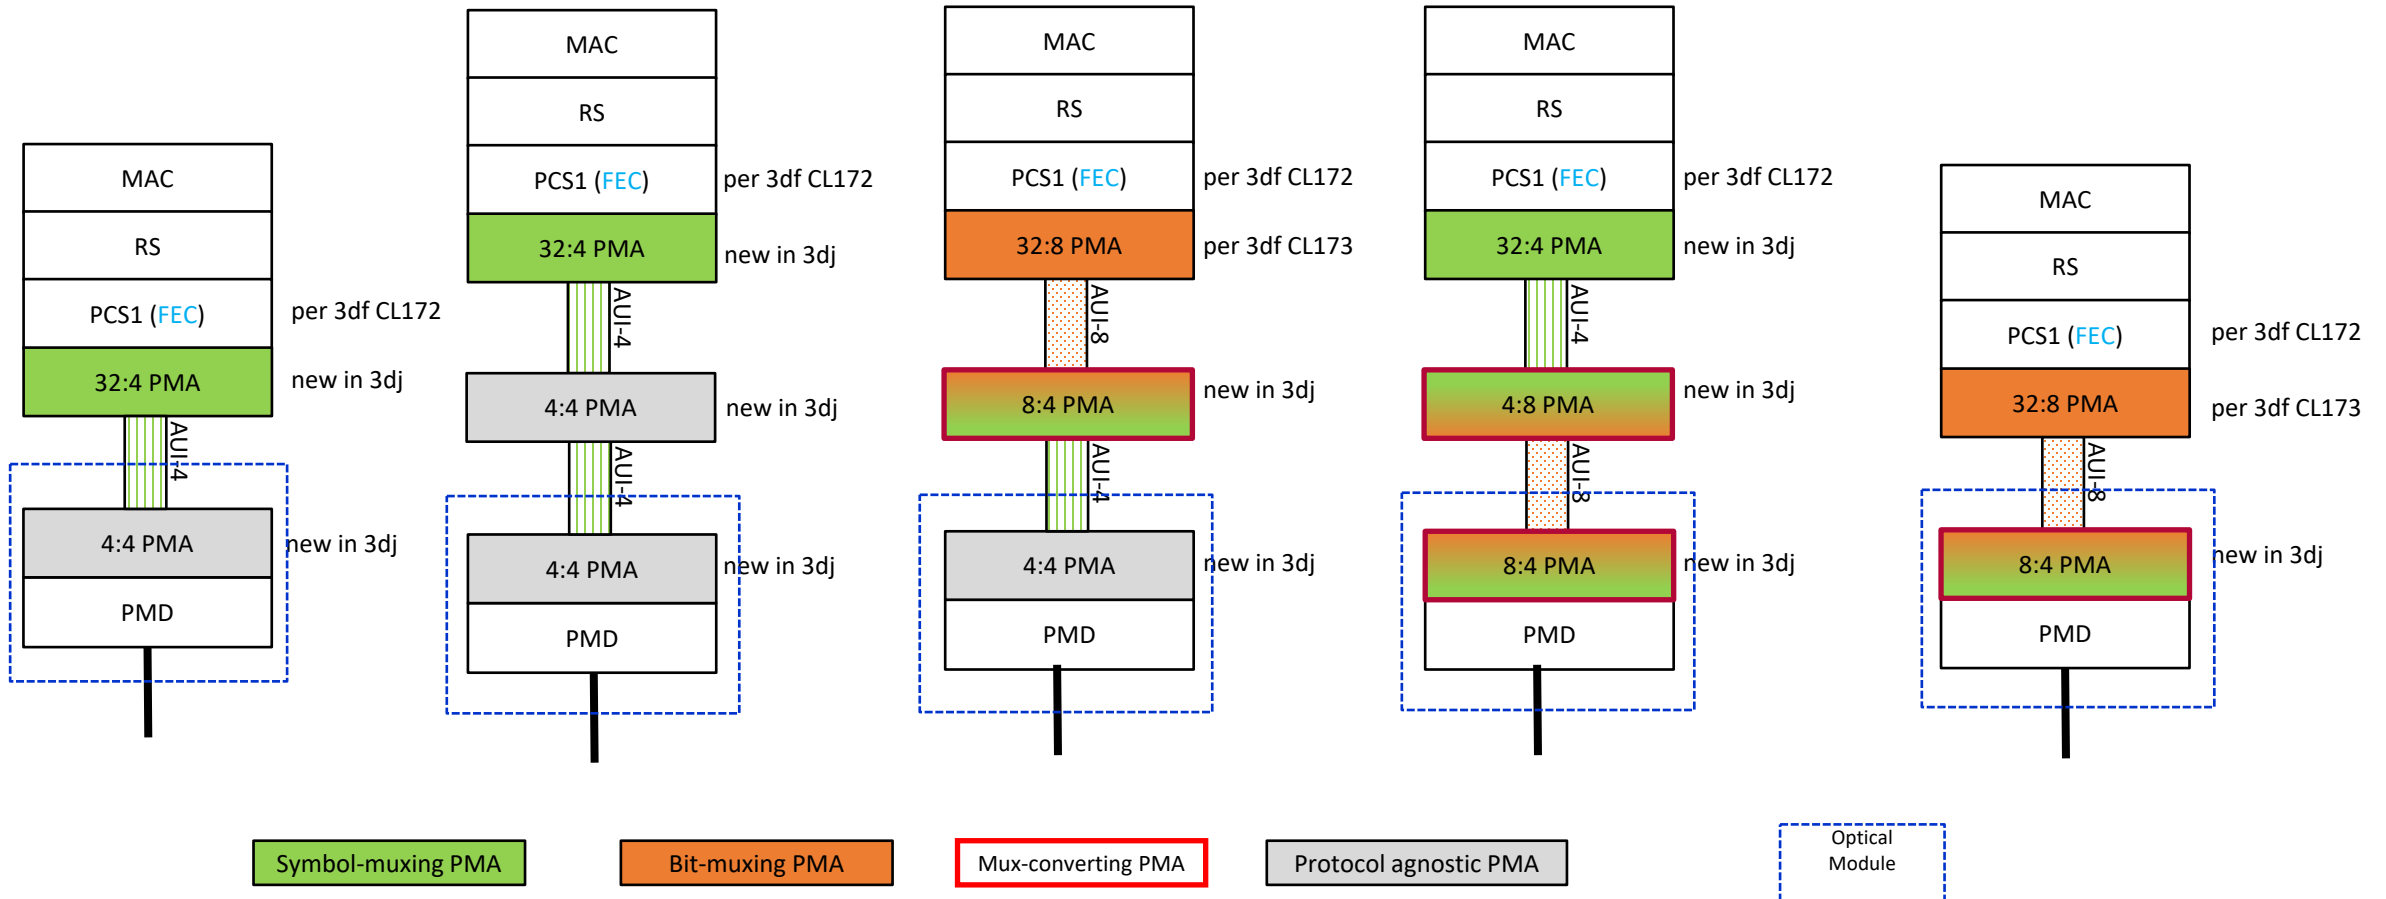 MAC
RS
PCS1 (FEC)
per 3df CL172
32:4 PMA
new in 3dj
AUI-4
4:4 PMA
new in 3dj
PMD
MAC
RS
PCS1 (FEC)
per 3df CL172
32:4 PMA
new in 3dj
AUI-4
4:4 PMA
new in 3dj
AUI-4
4:4 PMA
new in 3dj
PMD
MAC
RS
PCS1 (FEC)
per 3df CL172
32:8 PMA
per 3df CL173
AUI-8
8:4 PMA
new in 3dj
AUI-4
4:4 PMA
new in 3dj
PMD
MAC
RS
PCS1 (FEC)
per 3df CL172
32:4 PMA
new in 3dj
AUI-4
4:8 PMA
new in 3dj
AUI-8
8:4 PMA
new in 3dj
PMD
MAC
RS
PCS1 (FEC)
per 3df CL172
32:8 PMA
per 3df CL173
AUI-8
8:4 PMA
new in 3dj
PMD
Symbol-muxing PMA
Bit-muxing PMA
Mux-converting PMA
Protocol agnostic PMA
Optical
Module